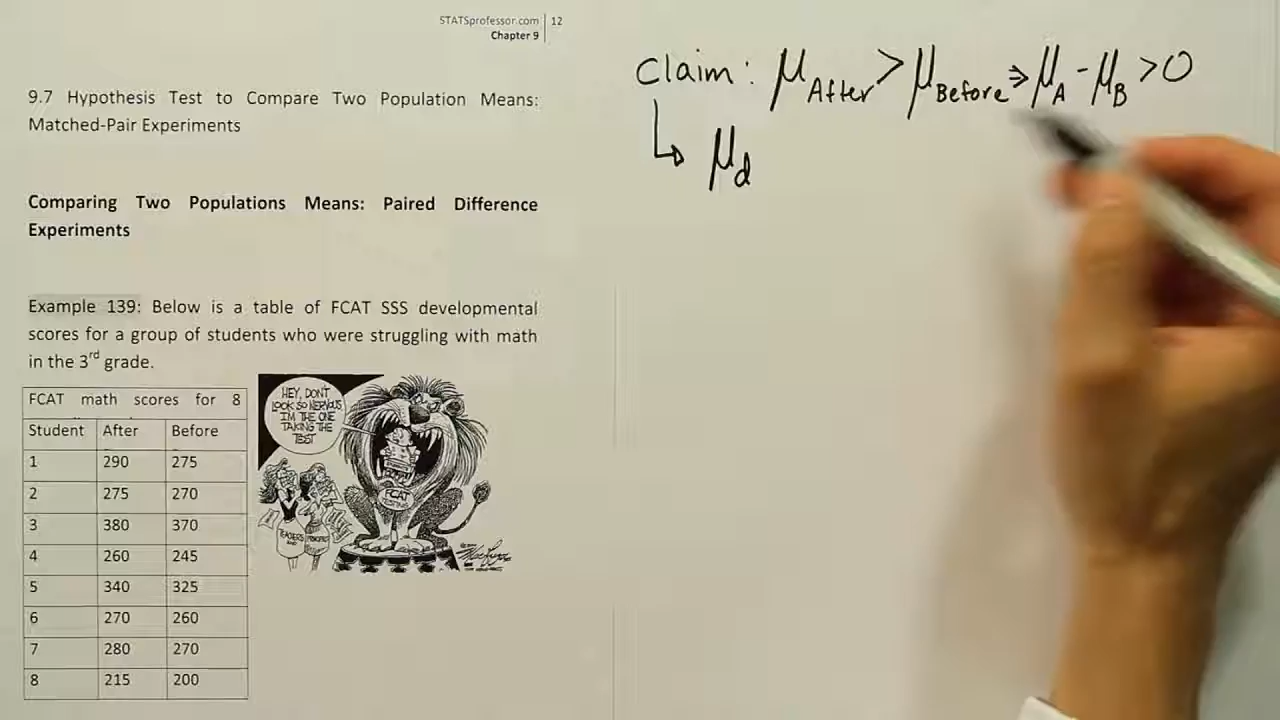 STATSprofessor.com 12
Chapter 9
Claim: μAfter > μBefore ⇒ μA - μB > 0
↳ μd
9.7 Hypothesis Test to Compare Two Population Means:
Matched-Pair Experiments
Comparing Two Populations Means: Paired Difference
Experiments
Example 139: Below is a table of FCAT SSS developmental
scores for a group of students who were struggling with math
in the 3rd grade.
FCAT math scores for 8
Student After Before
1 290 275
2 275 270
3 380 370
4 260 245
5 340 325
6 270 260
7 280 270
8 215 200
HEY, DON'T
LOOK SO NERVOUS
I'M THE ONE
TAKING THE
TEST
FCAT
TEACHERS